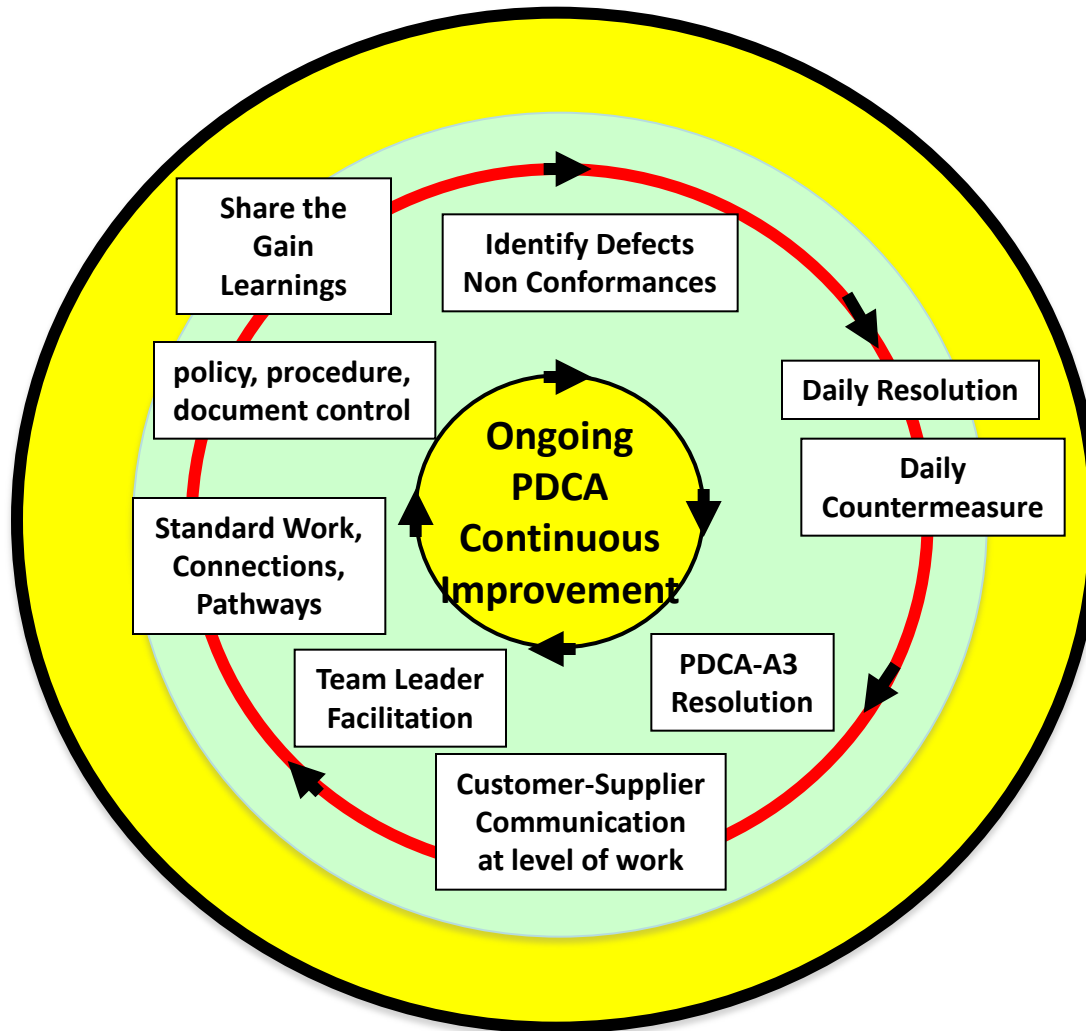 Share the
Gain
Learnings
Identify Defects
Non Conformances
policy, procedure,
document control
Daily Resolution
Daily
Countermeasure
Ongoing
PDCA
Continuous
Improvement
Standard Work,
Connections,
Pathways
Team Leader
Facilitation
PDCA-A3
Resolution
Customer-Supplier
Communication
at level of work